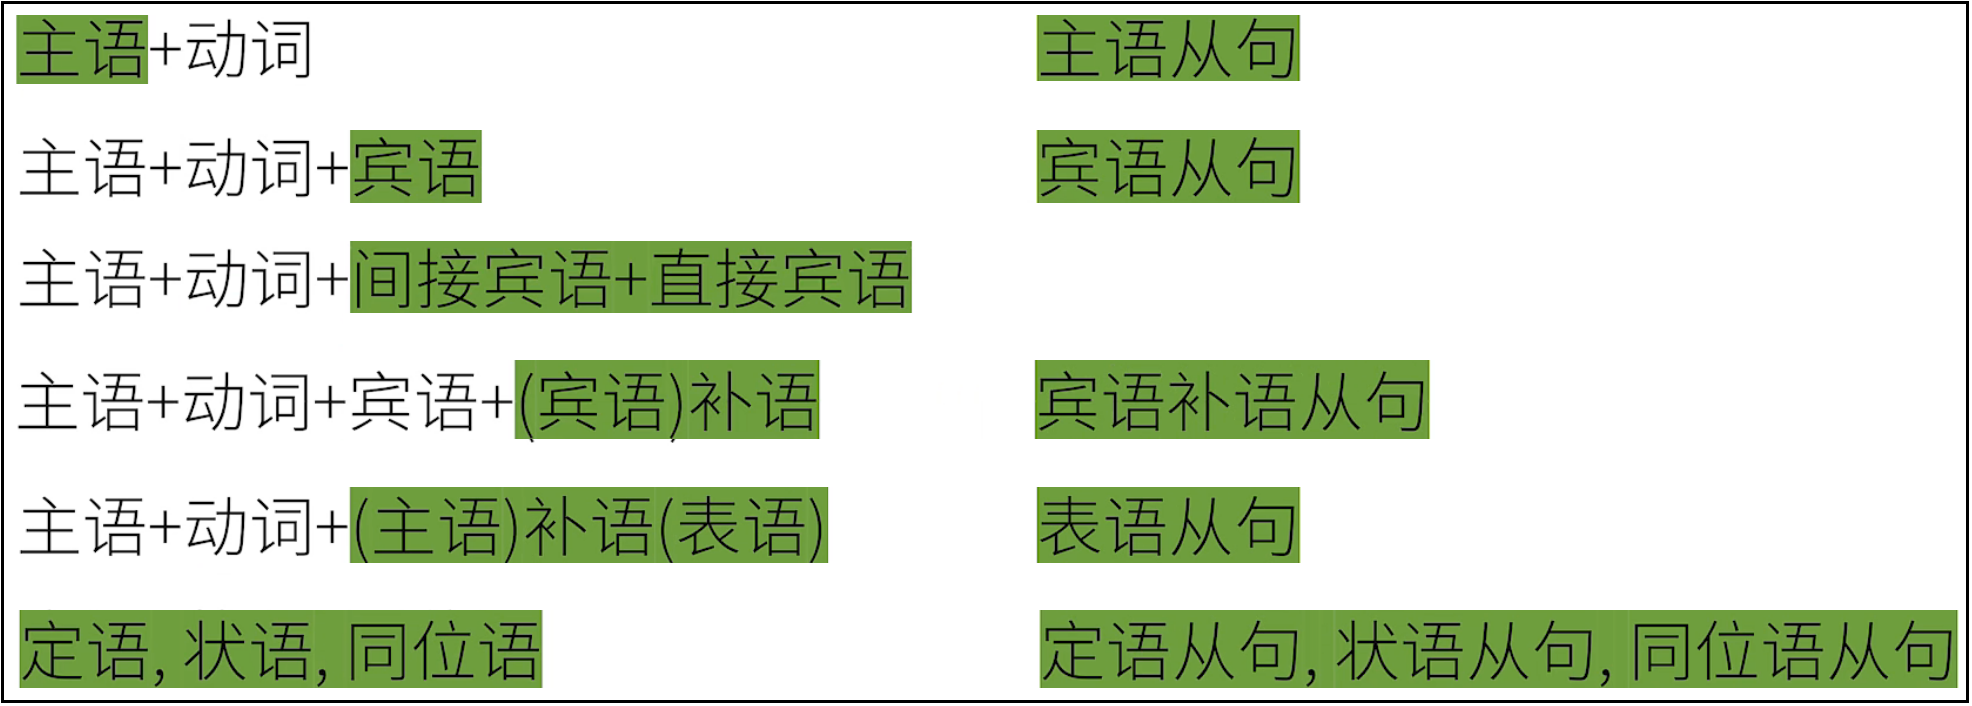 主语+动词 主语从句
主语+动词+宾语 宾语从句
主语+动词+间接宾语+直接宾语
主语+动词+宾语+(宾语)补语 宾语补语从句
主语+动词+(主语)补语(表语) 表语从句
定语, 状语, 同位语 定语从句, 状语从句, 同位语从句